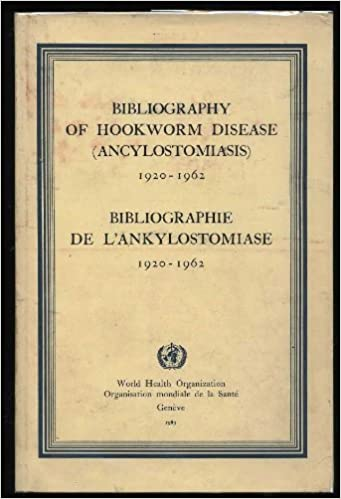 BIBLIOGRAPHY
OF HOOKWORM DISEASE
(ANCYLOSTOMIASIS)
1920-1962
BIBLIOGRAPHIE
DE L'ANKYLOSTOMIASE
1920-1962
World Health Organization
Organisation mondiale de la Santé
Genève